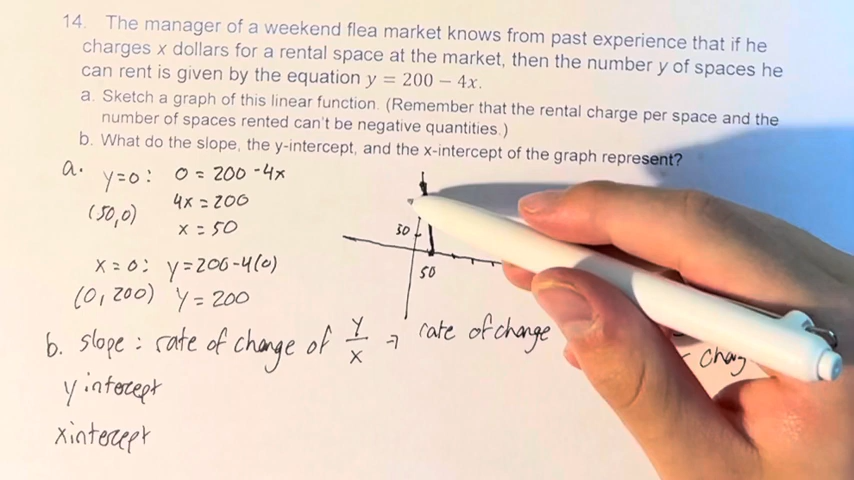 14. The manager of a weekend flea market knows from past experience that if he
charges x dollars for a rental space at the market, then the number y of spaces he
can rent is given by the equation y = 200 – 4x.
a. Sketch a graph of this linear function. (Remember that the rental charge per space and the
number of spaces rented can't be negative quantities.)
b. What do the slope, the y-intercept, and the x-intercept of the graph represent?
a. y=0: 0 = 200 -4x
(50,0) 4x = 200
x = 50
x = 0: y=200-4(0)
(0, 200) y = 200
50
50
b. slope: rate of change of y/x → rate of change
y intercept
x intercept